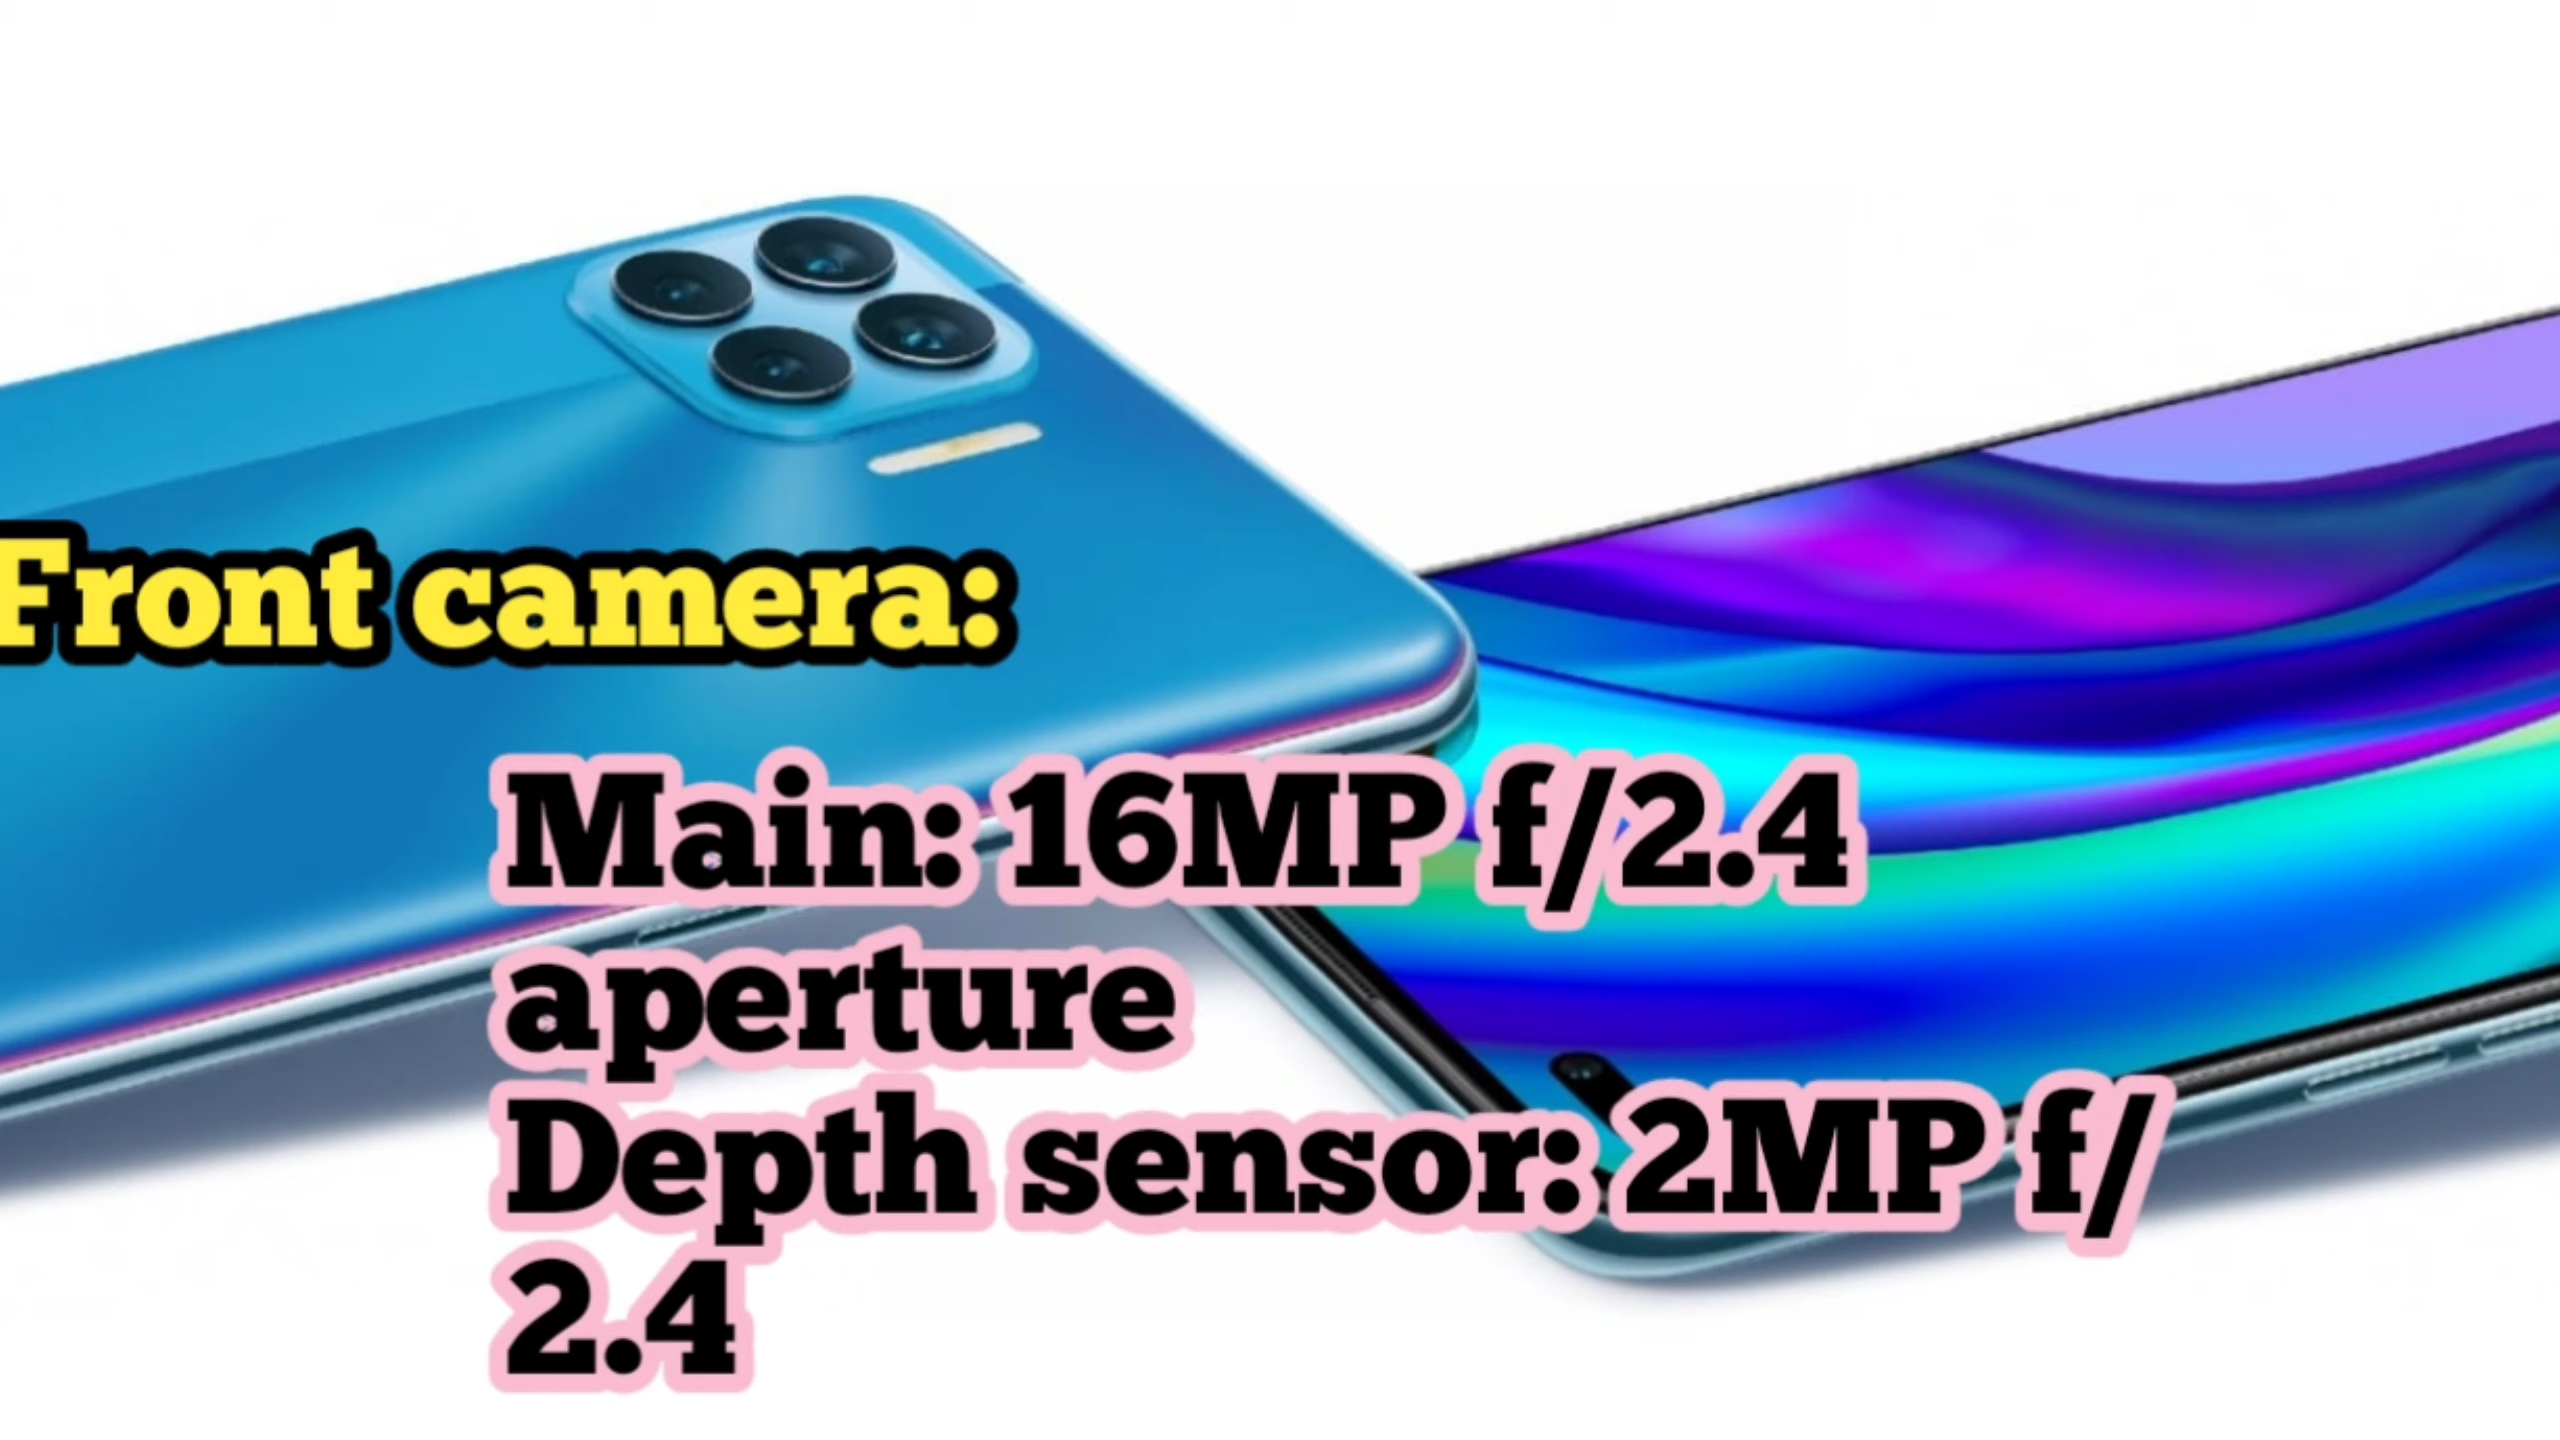 Front camera:
Main: 16MP f/2.4
aperture
Depth sensor: 2MP f/
2.4